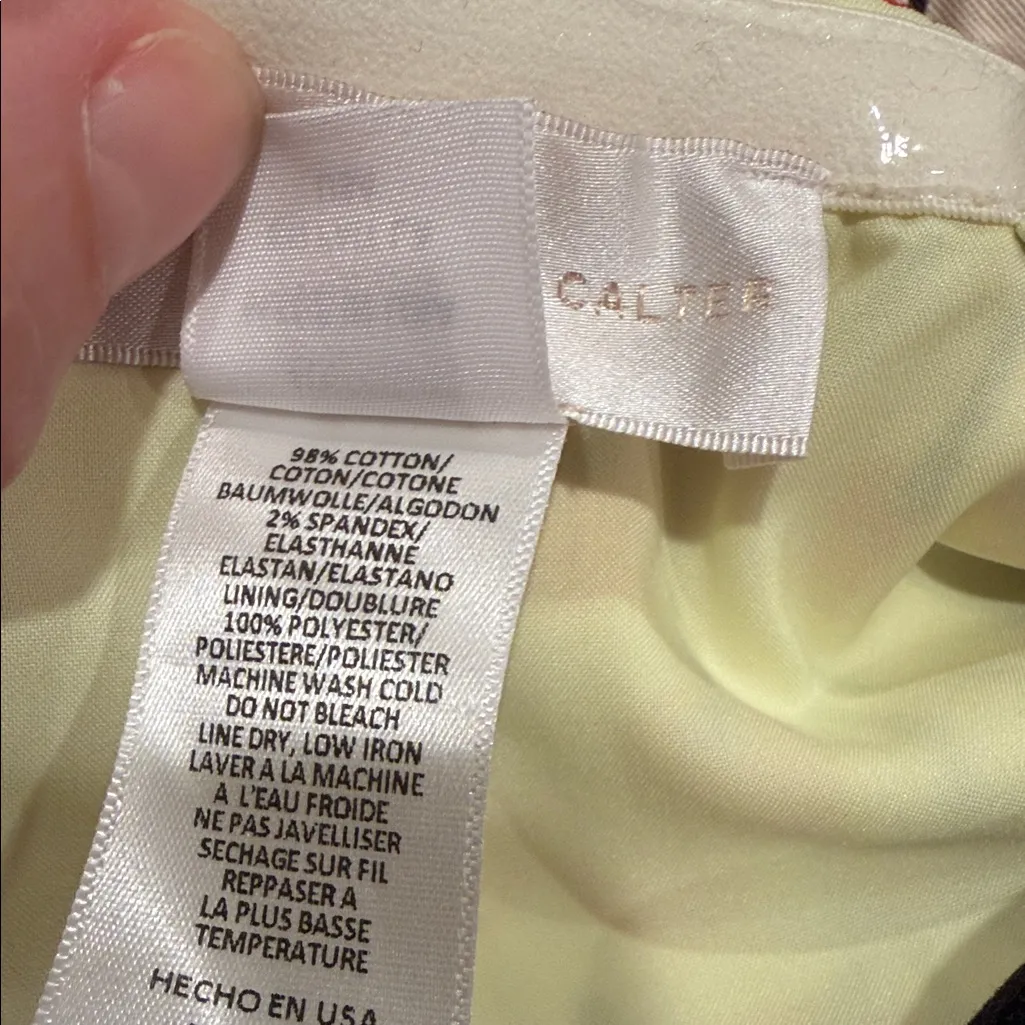 CALTER
98% COTTON/
COTON/COTONE
BAUMWOLLE/ALGODON
2% SPANDEX/
ELASTHANNE
ELASTAN/ELASTANO
LINING/DOUBLURE
100% POLYESTER/
POLIESTERE/POLIESTER
MACHINE WASH COLD
DO NOT BLEACH
LINE DRY, LOW IRON
LAVER A LA MACHINE
A L'EAU FROIDE
NE PAS JAVELLISER
SECHAGE SUR FIL
REPPASER A
LA PLUS BASSE
TEMPERATURE
HECHO EN USA